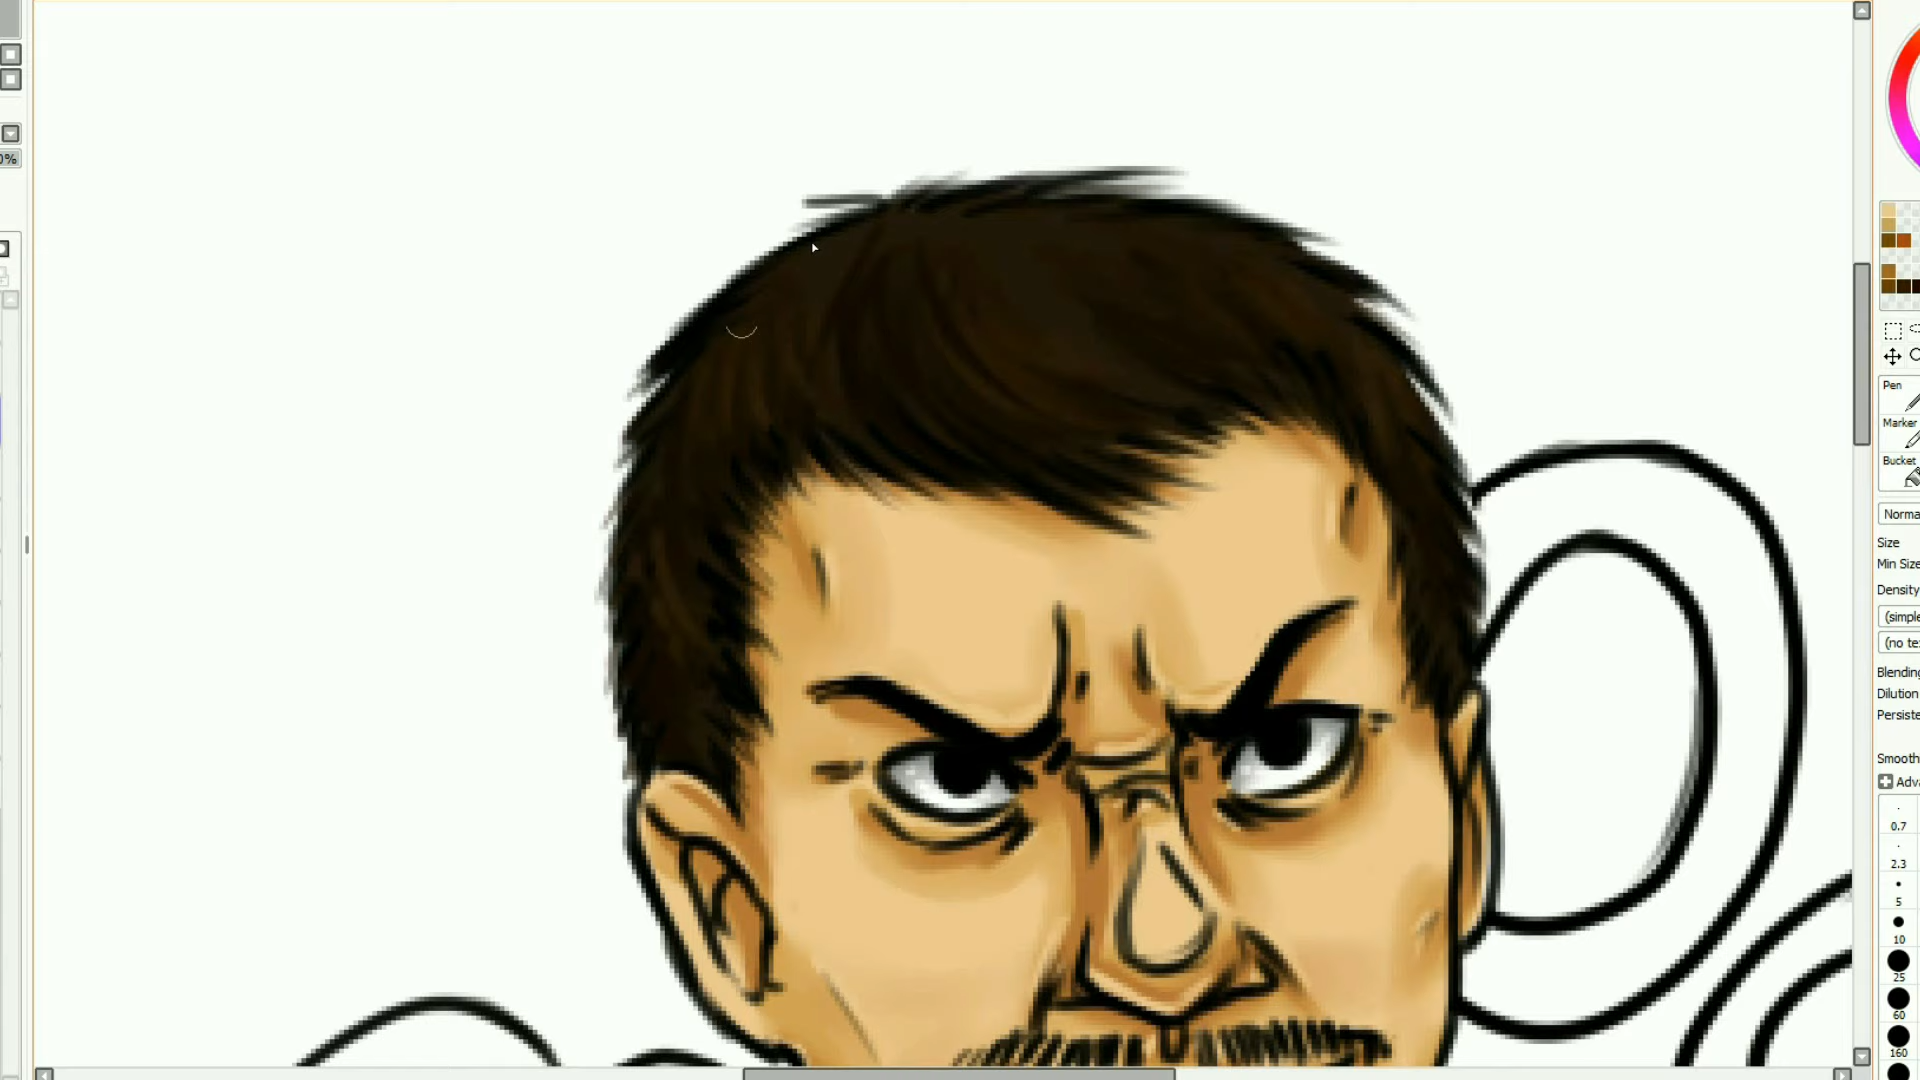 0%
Pen
Marker
Bucket
Norma
Size
Min Size
Density
(simple
(no te
Blending
Dilution
Persiste
Smooth
Adv
0.7
2.3
5
10
25
60
160